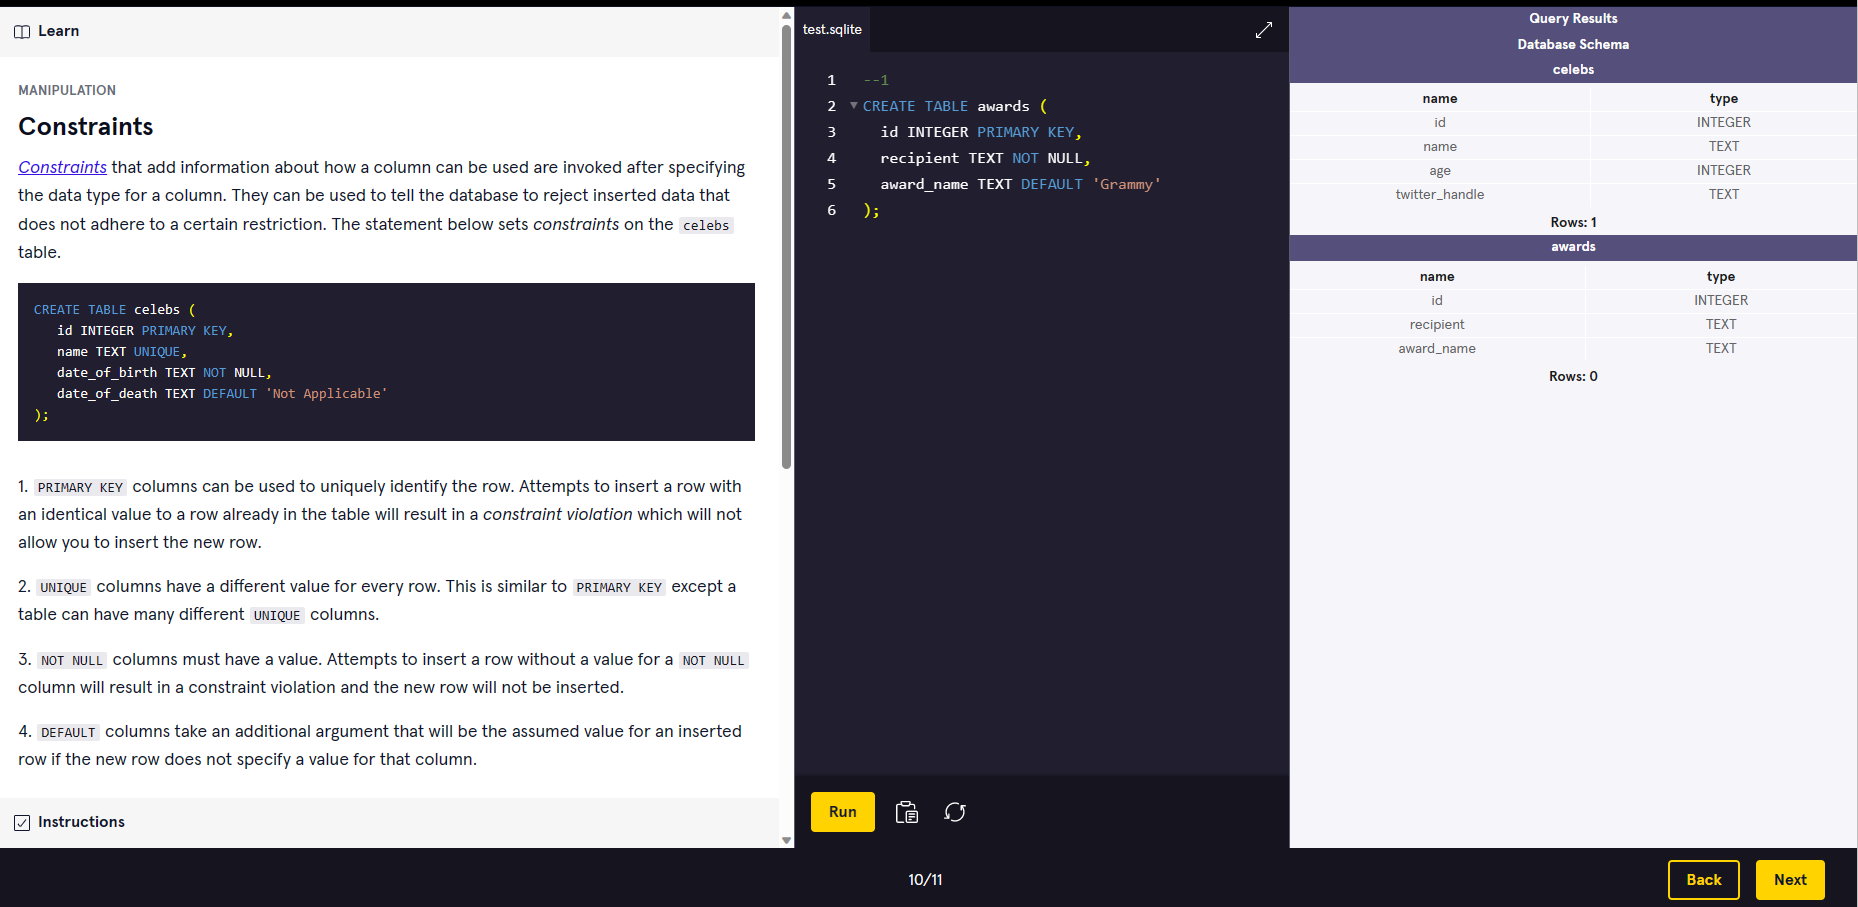 Learn
MANIPULATION
Constraints
Constraints that add information about how a column can be used are invoked after specifying
the data type for a column. They can be used to tell the database to reject inserted data that
does not adhere to a certain restriction. The statement below sets constraints on the celebs
table.
CREATE TABLE celebs (
id INTEGER PRIMARY KEY,
name TEXT UNIQUE,
date_of_birth TEXT NOT NULL,
date_of_death TEXT DEFAULT 'Not Applicable'
);
1. PRIMARY KEY columns can be used to uniquely identify the row. Attempts to insert a row with
an identical value to a row already in the table will result in a constraint violation which will not
allow you to insert the new row.
2. UNIQUE columns have a different value for every row. This is similar to PRIMARY KEY except a
table can have many different UNIQUE columns.
3. NOT NULL columns must have a value. Attempts to insert a row without a value for a NOT NULL
column will result in a constraint violation and the new row will not be inserted.
4. DEFAULT columns take an additional argument that will be the assumed value for an inserted
row if the new row does not specify a value for that column.
Instructions
test.sqlite
1 --1
2 CREATE TABLE awards (
3 id INTEGER PRIMARY KEY,
4 recipient TEXT NOT NULL,
5 award_name TEXT DEFAULT 'Grammy'
6 );
Run
Query Results
Database Schema
celebs
name type
id INTEGER
name TEXT
age INTEGER
twitter_handle TEXT
Rows: 1
awards
name type
id INTEGER
recipient TEXT
award_name TEXT
Rows: 0
10/11
Back
Next